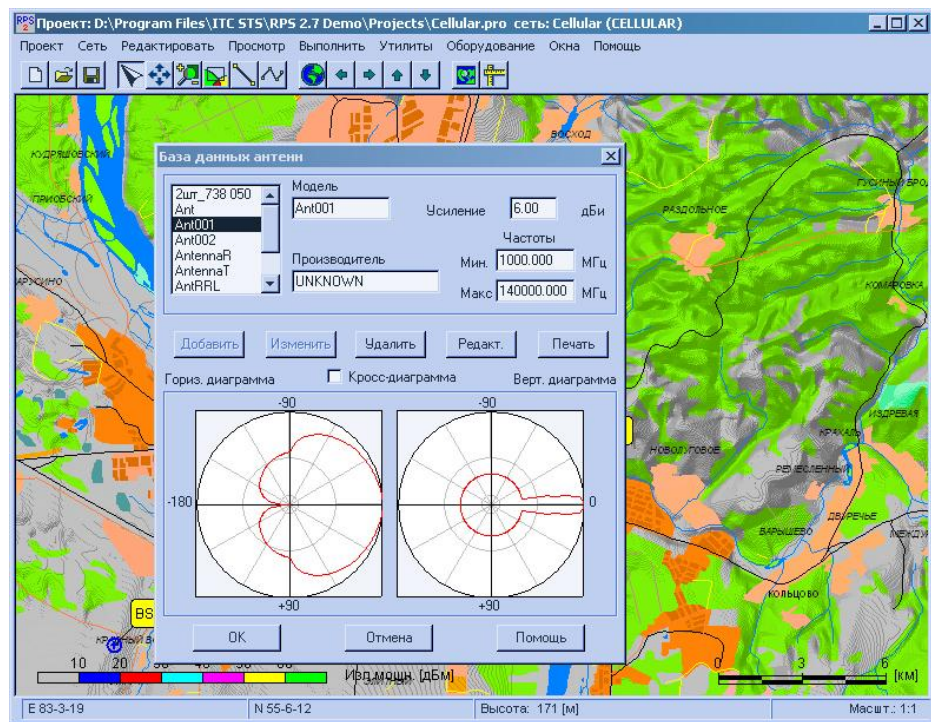 RPS 2 Проект: D:\Program Files\ITC STS\RPS 2.7 Demo\Projects\Cellular.pro сеть: Cellular (CELLULAR)
Проект Сеть Редактировать Просмотр Выполнить Утилиты Оборудование Окна Помощь
ВОСХОД
КУДРЯШОВСКИЙ
ПРИОБСКИЙ
ГУСИНЫЙ БРОД
РАЗДОЛЬНОЕ
КОМАРОВКА
База данных антенн
2шт_738 050
Ant
Ant001
Ant002
AntennaR
AntennaT
AntRRL
Модель
Ant001
Усиление 6.00 дБи
Частоты
Производитель
UNKNOWN
Мин. 1000.000 МГц
Макс 140000.000 МГц
Добавить Изменить Удалить Редакт. Печать
Гориз. диаграмма Кросс-диаграмма Верт. диаграмма
-90 -90
-180 0
+90 +90
ИЗДРЕВАЯ
КРАХАЛЬ
НОВОЛУГОВОЕ
РЕМЕСЛЕННЫЙ
ДВУРЕЧЬЕ
БАРЫШЕВО
КОЛЬЦОВО
BS
OK Отмена Помощь
10 20
Изл.мощн. [дБм]
0 3 6
[КМ]
E 83-3-19 N 55-6-12 Высота: 171 [м] Масшт.: 1:1